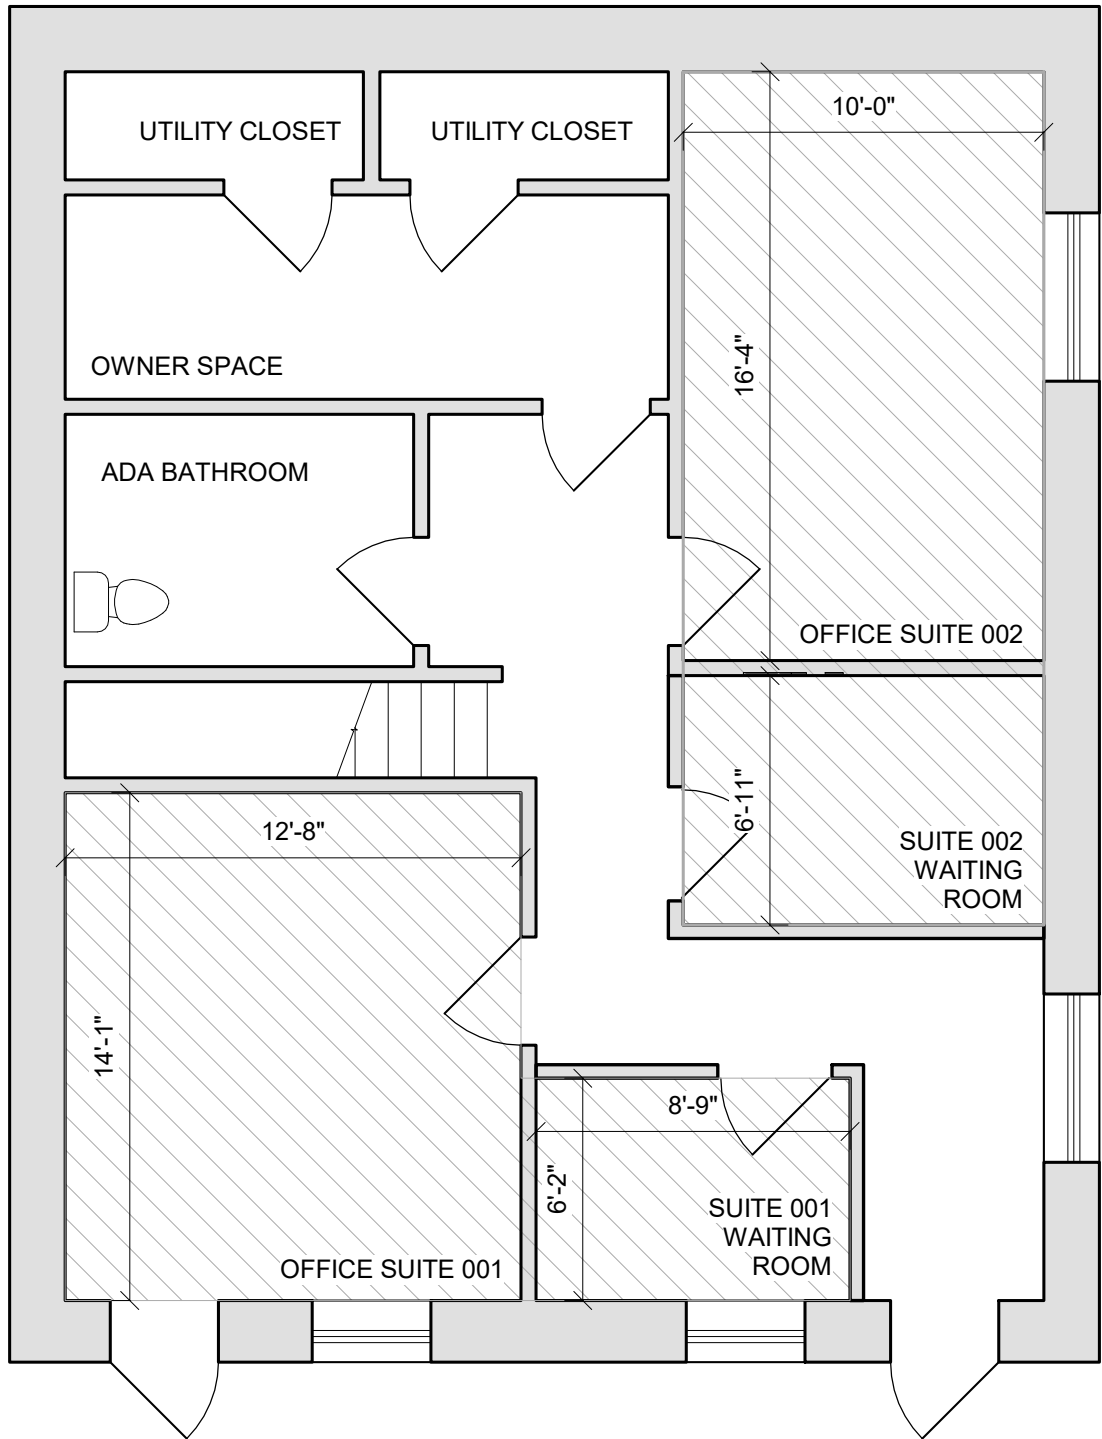 UTILITY CLOSET
UTILITY CLOSET
10'-0"
16'-4"
OWNER SPACE
ADA BATHROOM
OFFICE SUITE 002
6'-11"
SUITE 002
WAITING
ROOM
12'-8"
14'-1"
OFFICE SUITE 001
8'-9"
6'-2"
SUITE 001
WAITING
ROOM